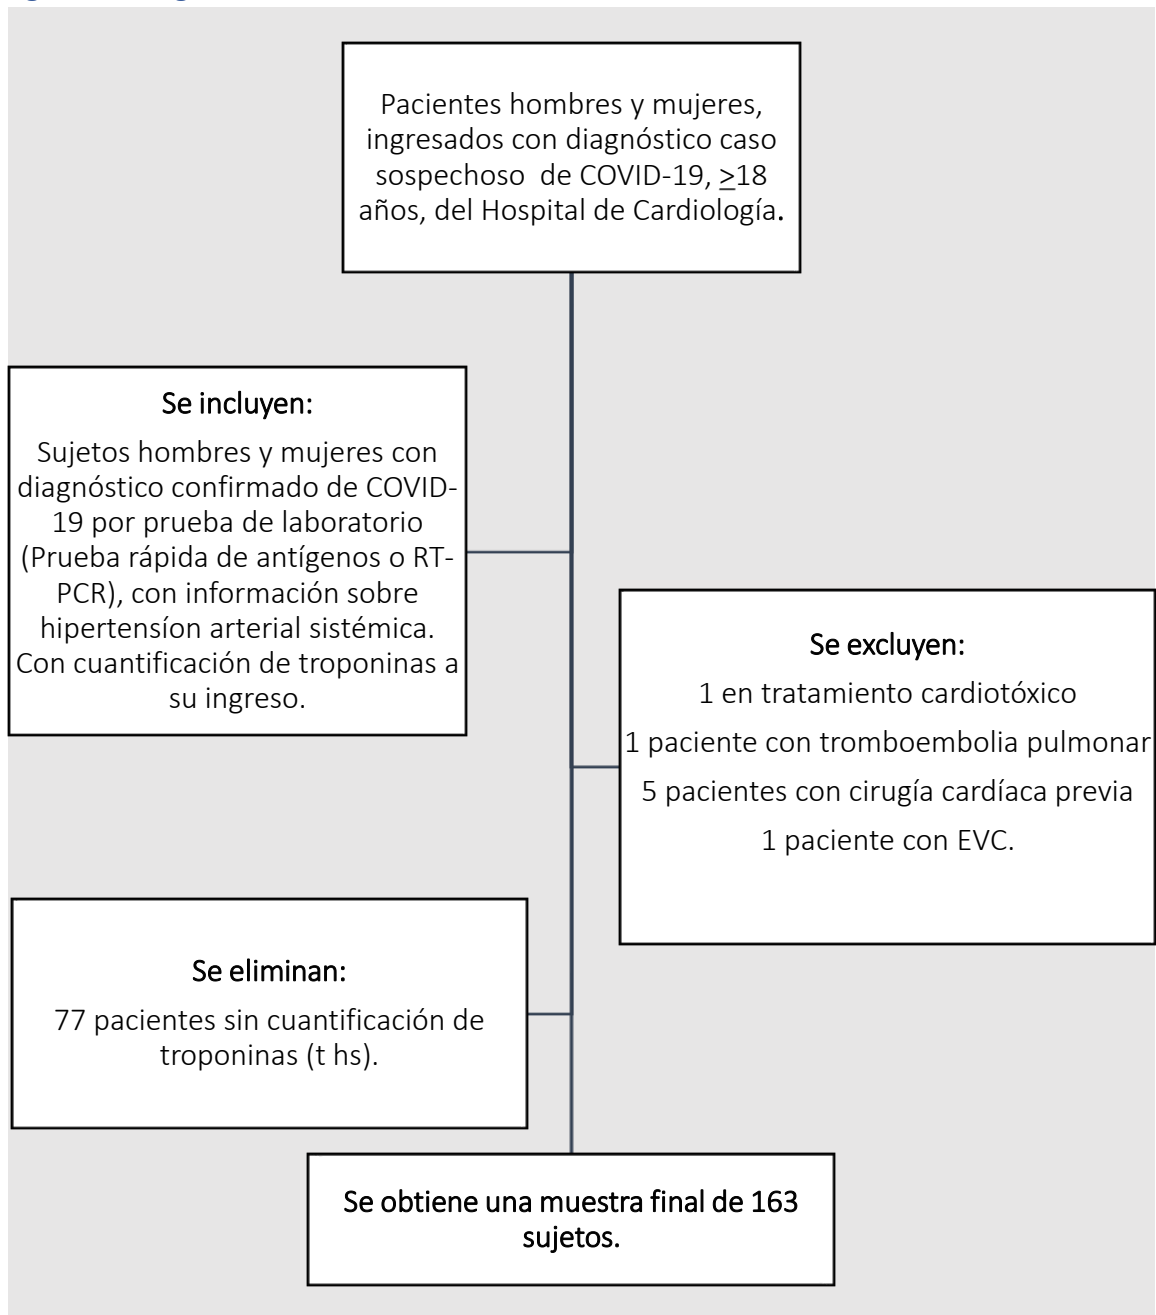 Pacientes hombres y mujeres,
ingresados con diagnóstico caso
sospechoso de COVID-19, ≥18
años, del Hospital de Cardiología.
Se incluyen:
Sujetos hombres y mujeres con
diagnóstico confirmado de COVID-
19 por prueba de laboratorio
(Prueba rápida de antígenos o RT-
PCR), con información sobre
hipertensíon arterial sistémica.
Con cuantificación de troponinas a
su ingreso.
Se excluyen:
1 en tratamiento cardiotóxico
1 paciente con tromboembolia pulmonar
5 pacientes con cirugía cardíaca previa
1 paciente con EVC.
Se eliminan:
77 pacientes sin cuantificación de
troponinas (t hs).
Se obtiene una muestra final de 163
sujetos.